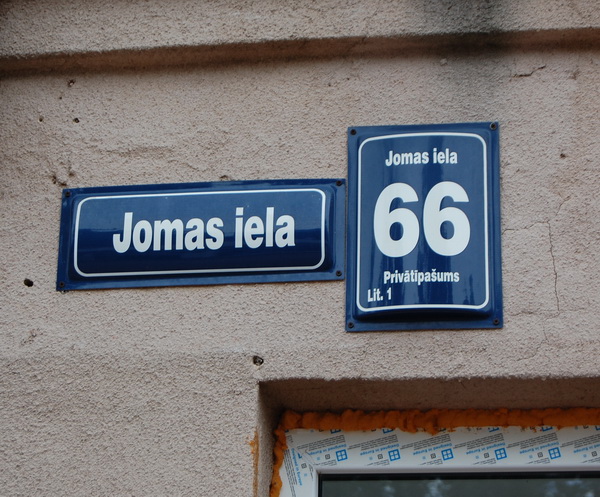 Jomas iela
Jomas iela
66
Privātīpašums
Lit. 1